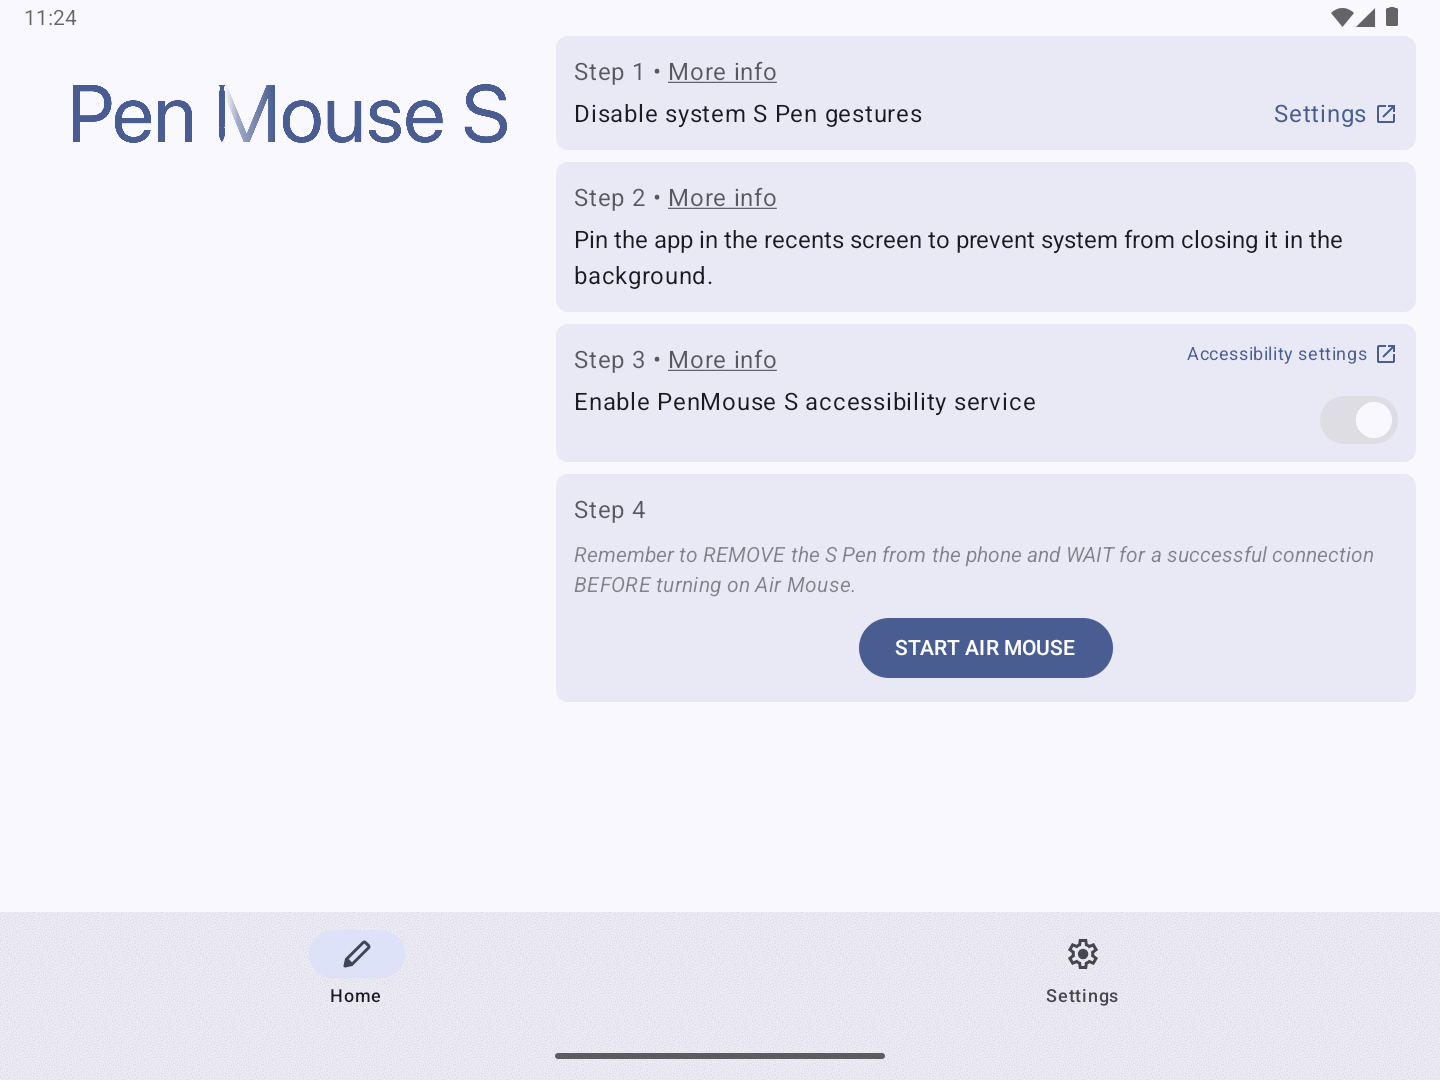 11:24
Pen Mouse S
Step 1 • More info
Disable system S Pen gestures
Settings
Step 2 • More info
Pin the app in the recents screen to prevent system from closing it in the
background.
Step 3 • More info
Accessibility settings
Enable PenMouse S accessibility service
Step 4
Remember to REMOVE the S Pen from the phone and WAIT for a successful connection
BEFORE turning on Air Mouse.
START AIR MOUSE
Home
Settings